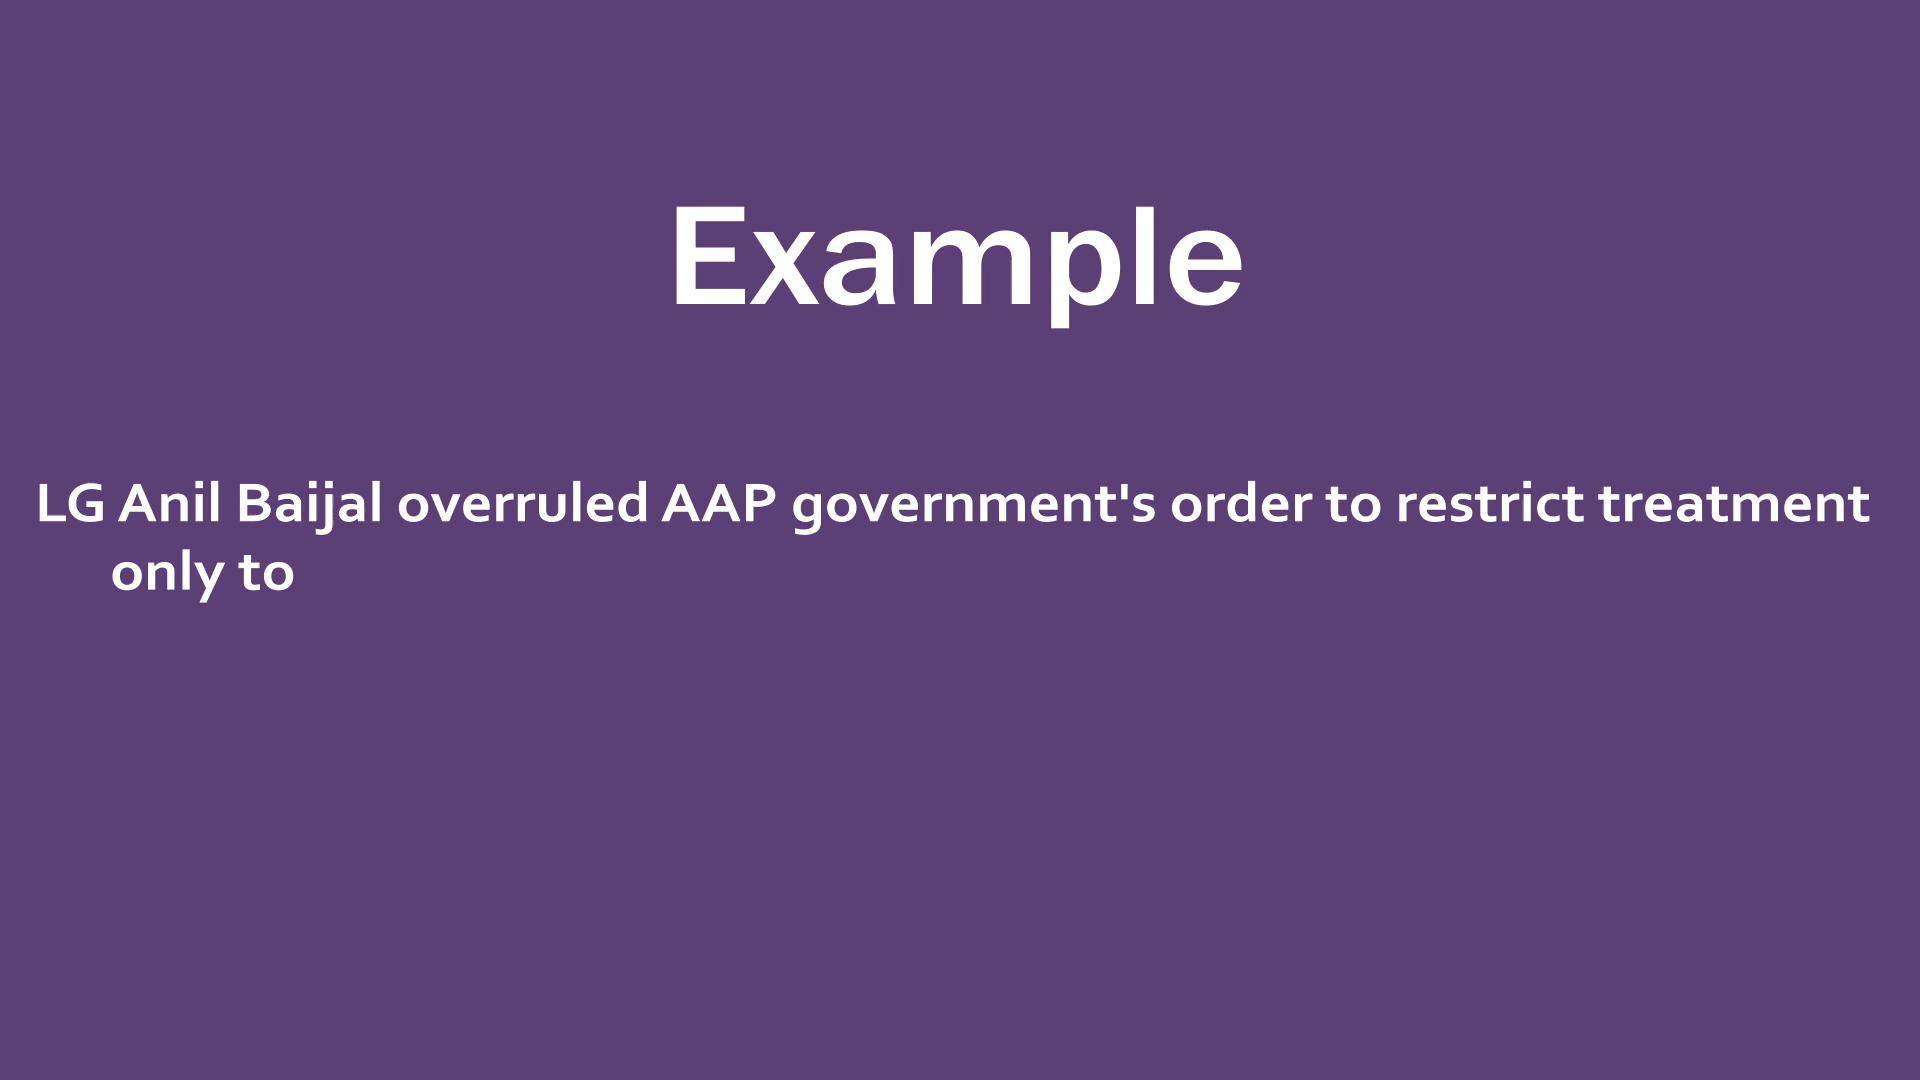 Example
LG Anil Baijal overruled AAP government's order to restrict treatment
only to